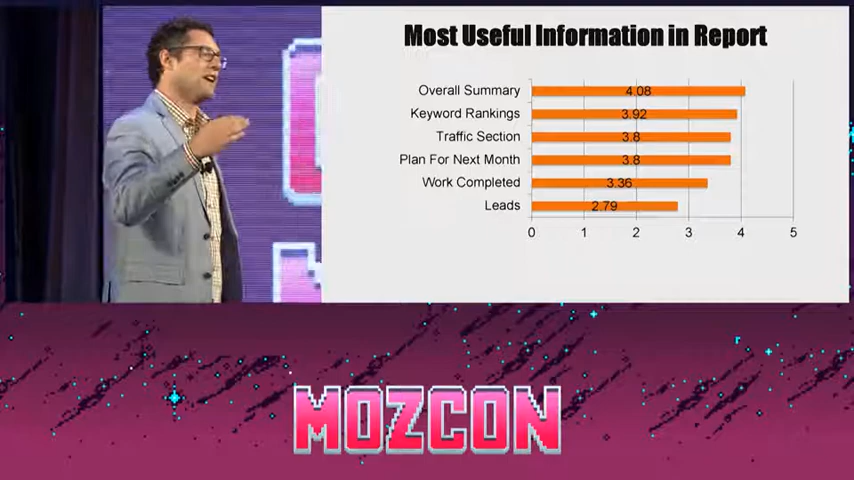 Most Useful Information in Report
Overall Summary 4.08
Keyword Rankings 3.92
Traffic Section 3.8
Plan For Next Month 3.8
Work Completed 3.36
Leads 2.79
0 1 2 3 4 5
MOZCON